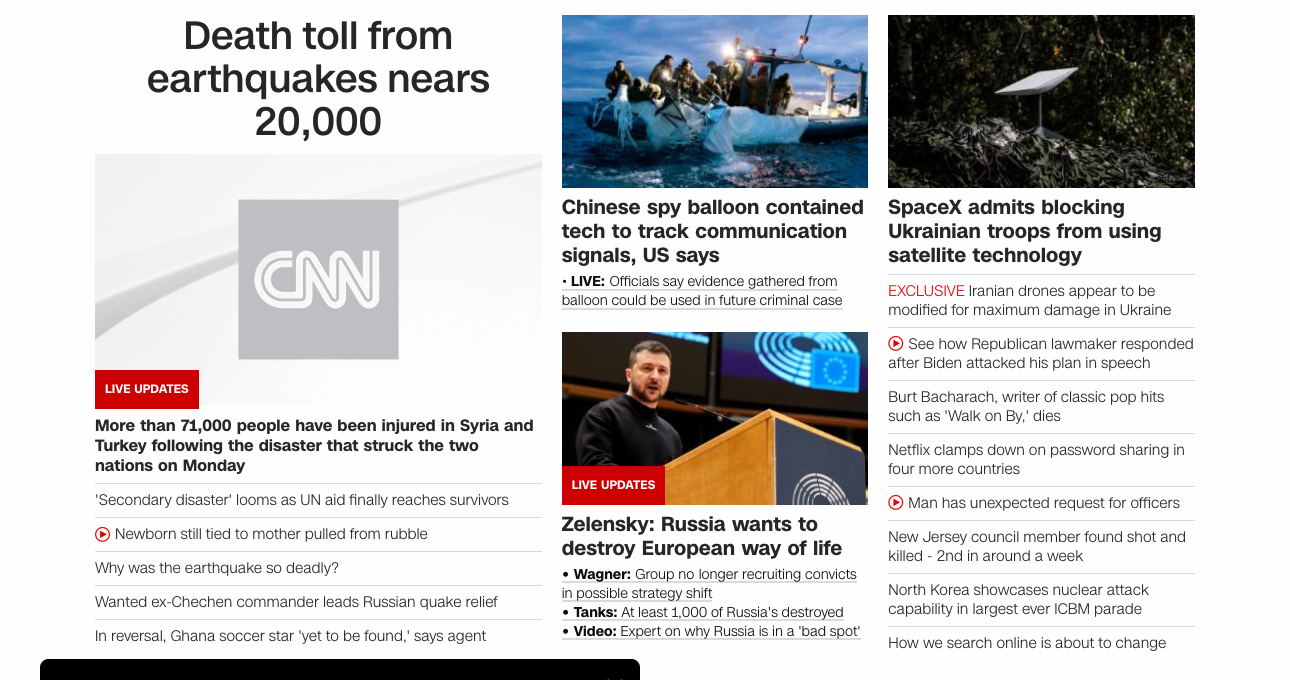 Death toll from
earthquakes nears
20,000
CNN
LIVE UPDATES
More than 71,000 people have been injured in Syria and
Turkey following the disaster that struck the two
nations on Monday
'Secondary disaster' looms as UN aid finally reaches survivors
Newborn still tied to mother pulled from rubble
Why was the earthquake so deadly?
Wanted ex-Chechen commander leads Russian quake relief
In reversal, Ghana soccer star 'yet to be found,' says agent
Chinese spy balloon contained
tech to track communication
signals, US says
• LIVE: Officials say evidence gathered from
balloon could be used in future criminal case
LIVE UPDATES
Zelensky: Russia wants to
destroy European way of life
• Wagner: Group no longer recruiting convicts
in possible strategy shift
• Tanks: At least 1,000 of Russia's destroyed
• Video: Expert on why Russia is in a 'bad spot'
SpaceX admits blocking
Ukrainian troops from using
satellite technology
EXCLUSIVE Iranian drones appear to be
modified for maximum damage in Ukraine
See how Republican lawmaker responded
after Biden attacked his plan in speech
Burt Bacharach, writer of classic pop hits
such as 'Walk on By,' dies
Netflix clamps down on password sharing in
four more countries
Man has unexpected request for officers
New Jersey council member found shot and
killed - 2nd in around a week
North Korea showcases nuclear attack
capability in largest ever ICBM parade
How we search online is about to change